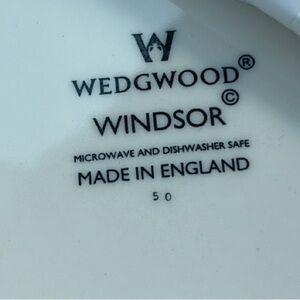 W
WEDGWOOD®
WINDSOR©
MICROWAVE AND DISHWASHER SAFE
MADE IN ENGLAND
5 0